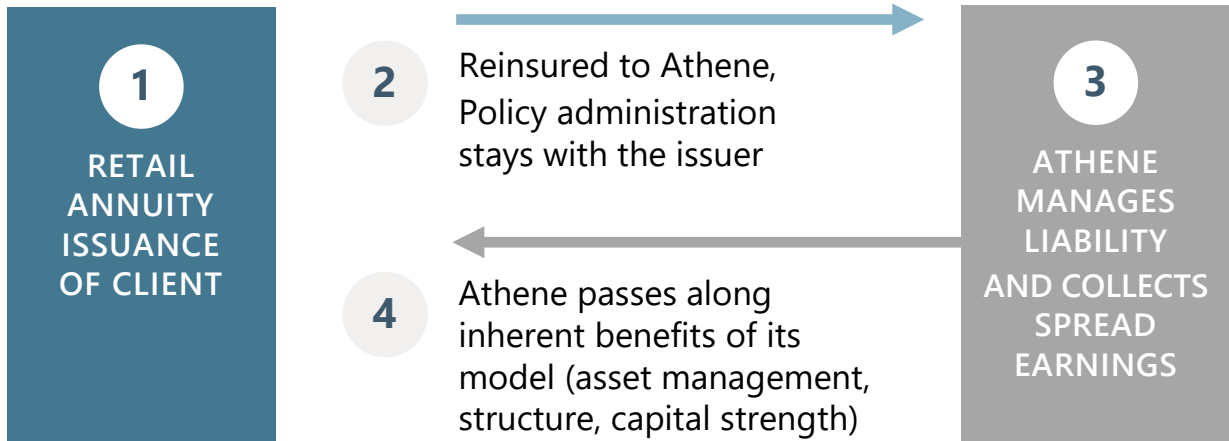 1
RETAIL
ANNUITY
ISSUANCE
OF CLIENT
2
Reinsured to Athene,
Policy administration
stays with the issuer
3
ATHENE
MANAGES
LIABILITY
AND COLLECTS
SPREAD
EARNINGS
4
Athene passes along
inherent benefits of its
model (asset management,
structure, capital strength)